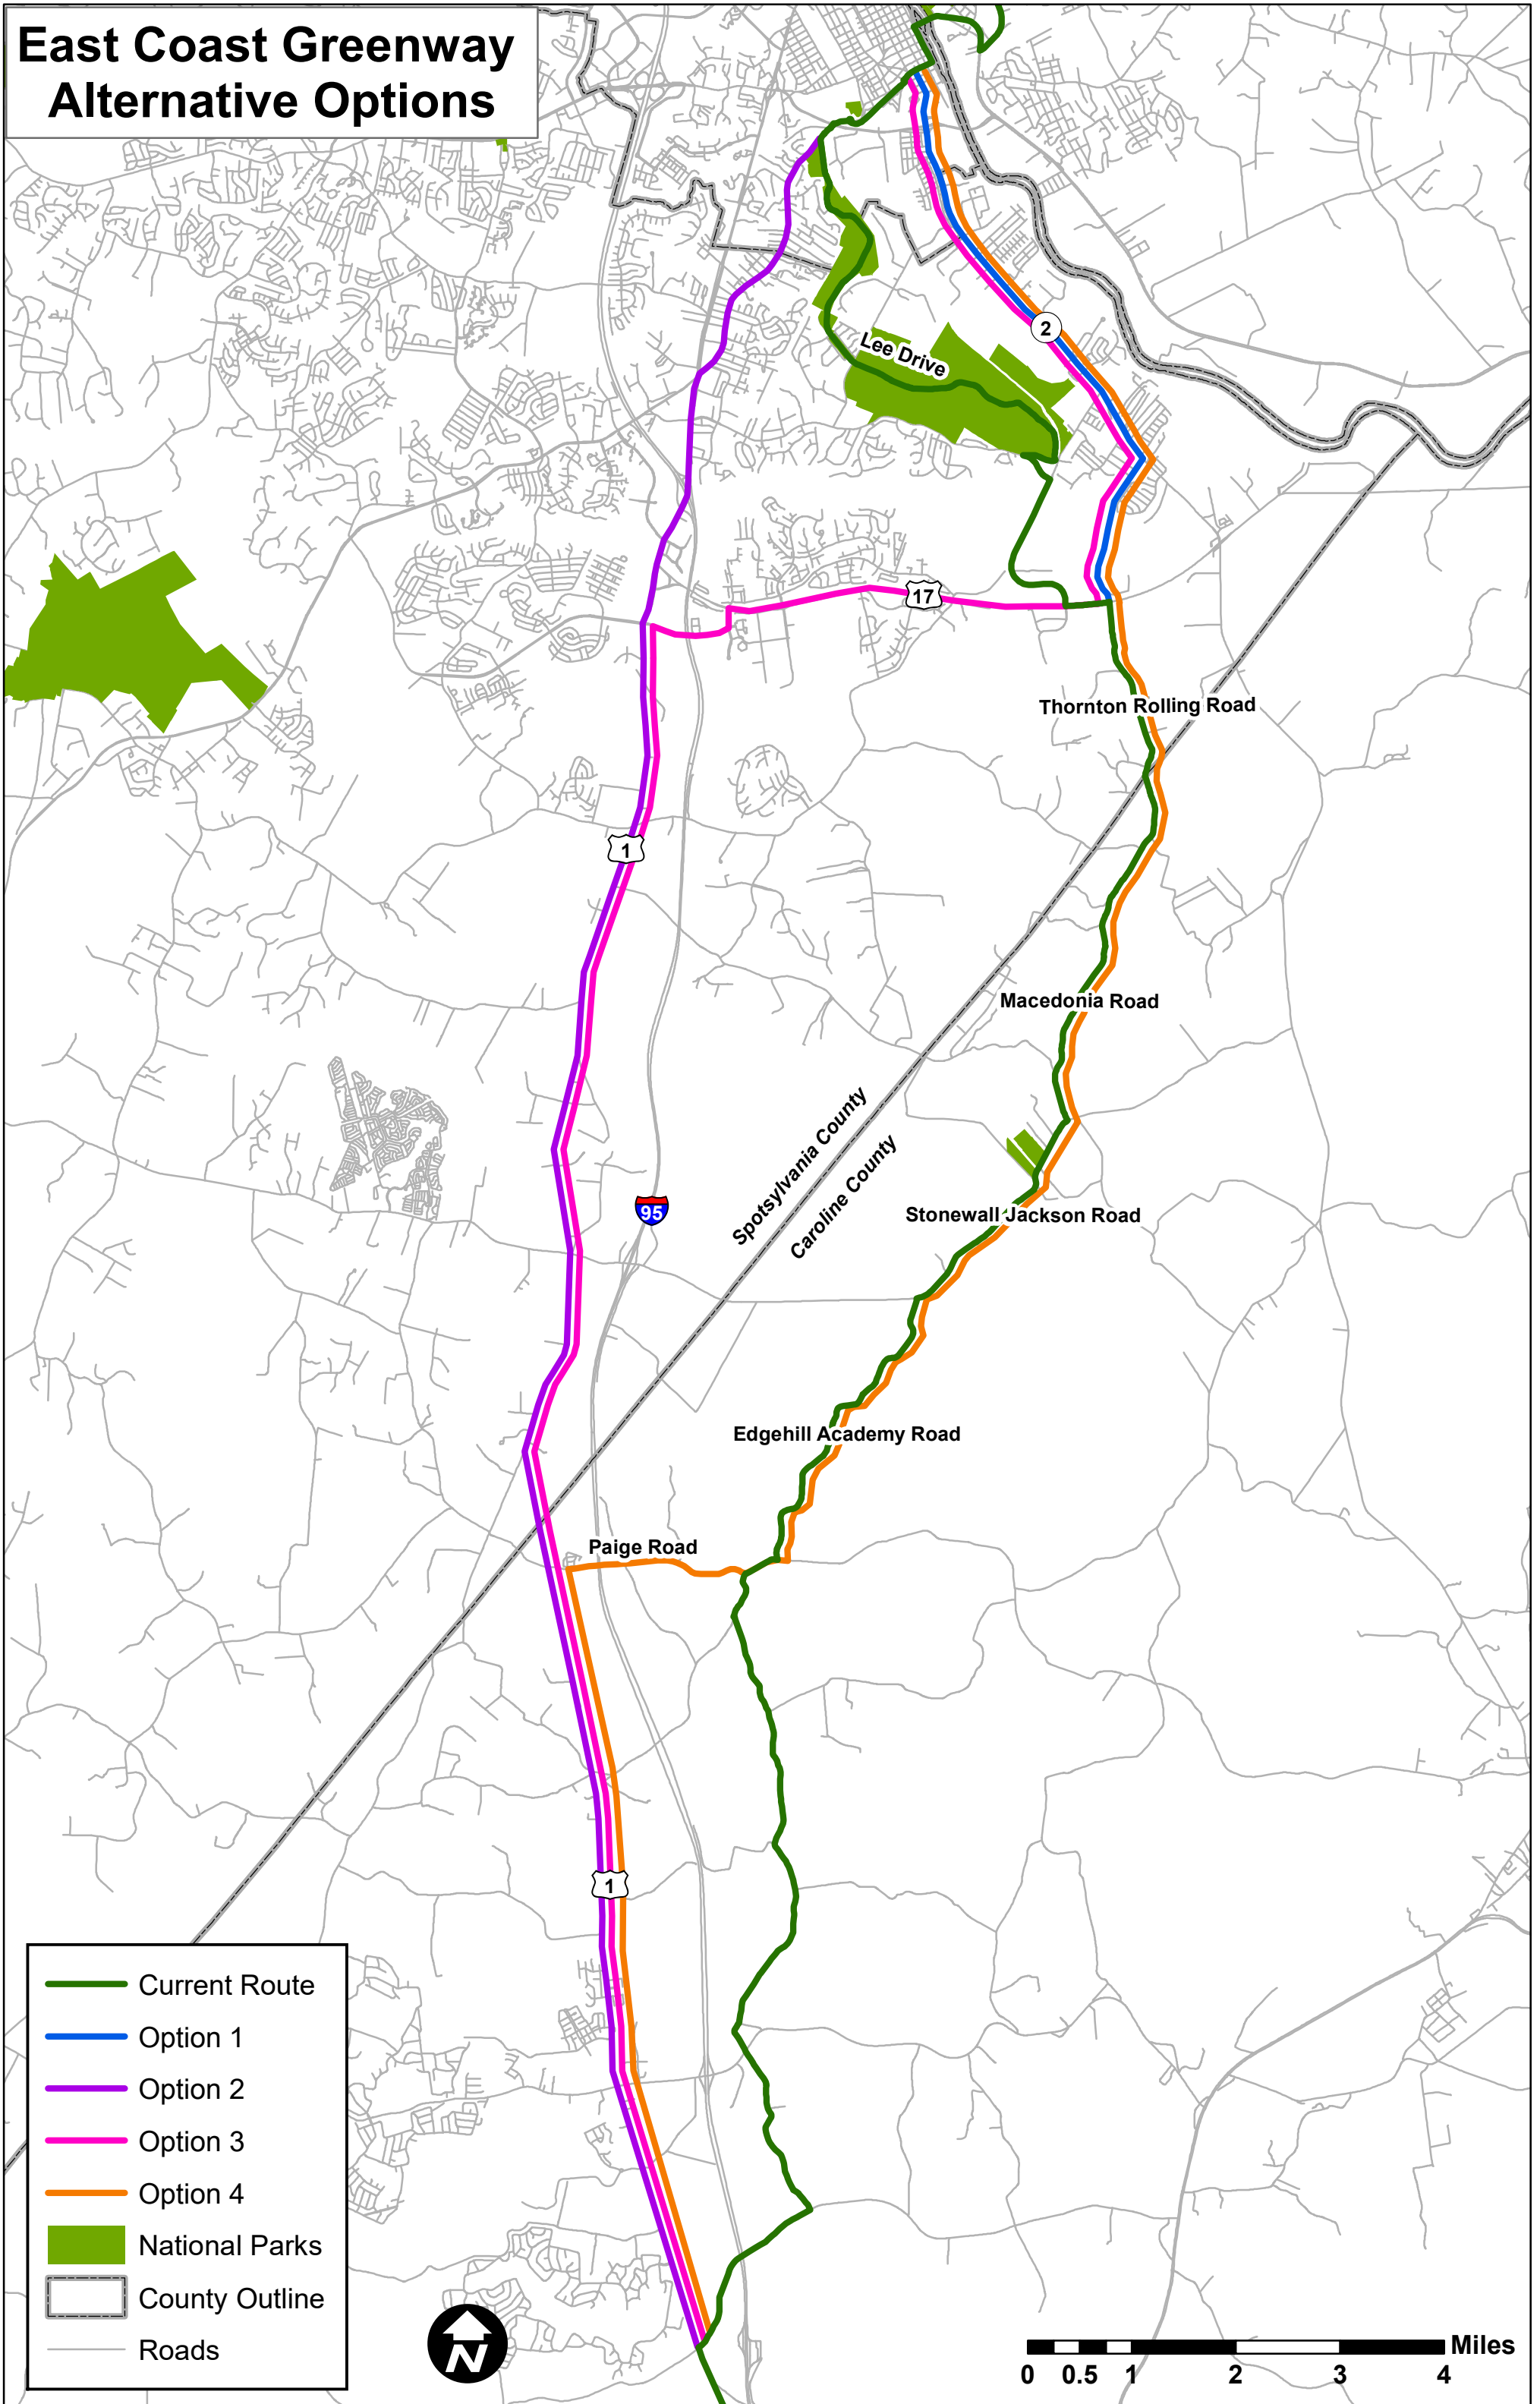 East Coast Greenway
Alternative Options
Lee Drive
2
17
Thornton Rolling Road
1
Macedonia Road
Spotsylvania County
Caroline County
95
Stonewall Jackson Road
Edgehill Academy Road
Paige Road
1
Current Route
Option 1
Option 2
Option 3
Option 4
National Parks
County Outline
Roads
N
Miles
0 0.5 1 2 3 4